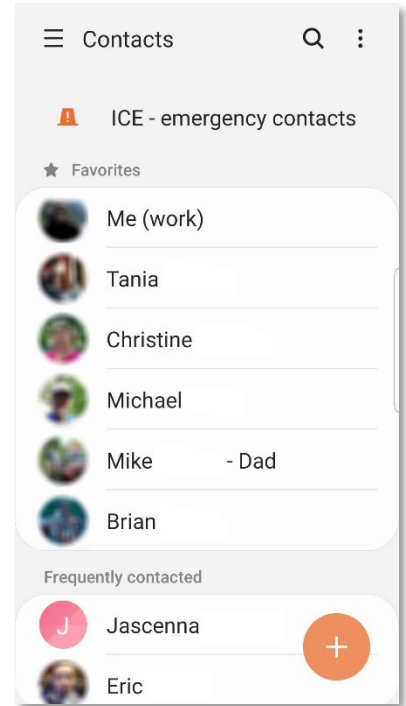 Contacts
ICE - emergency contacts
Favorites
Me (work)
Tania
Christine
Michael
Mike - Dad
Brian
Frequently contacted
J Jascenna
Eric